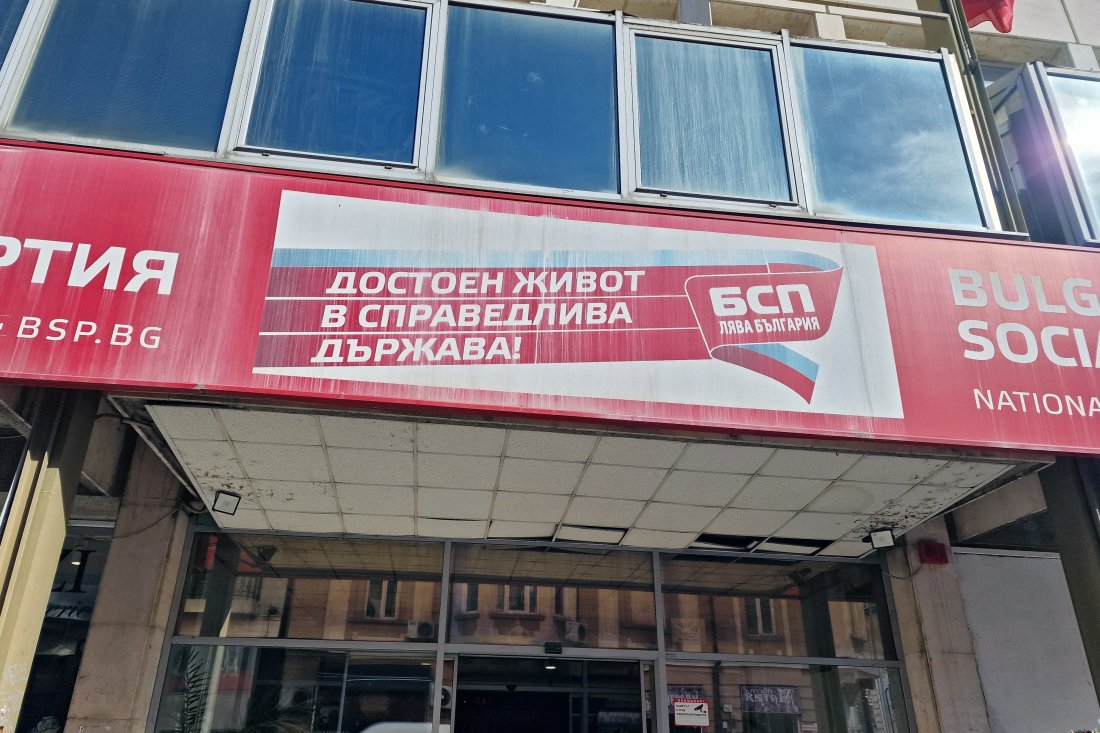 РТИЯ
BSP.BG
ДОСТОЕН ЖИВОТ
В СПРАВЕДЛИВА
ДЪРЖАВА!
БСП
ЛЯВА БЪЛГАРИЯ
BULG
SOCIA
NATIONA